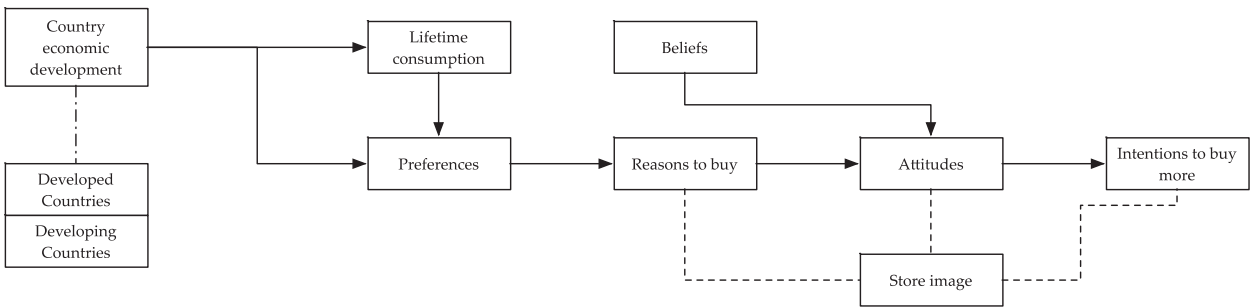 Country
economic
development
Lifetime
consumption
Beliefs
Preferences
Reasons to buy
Attitudes
Intentions to buy
more
Developed
Countries
Developing
Countries
Store image